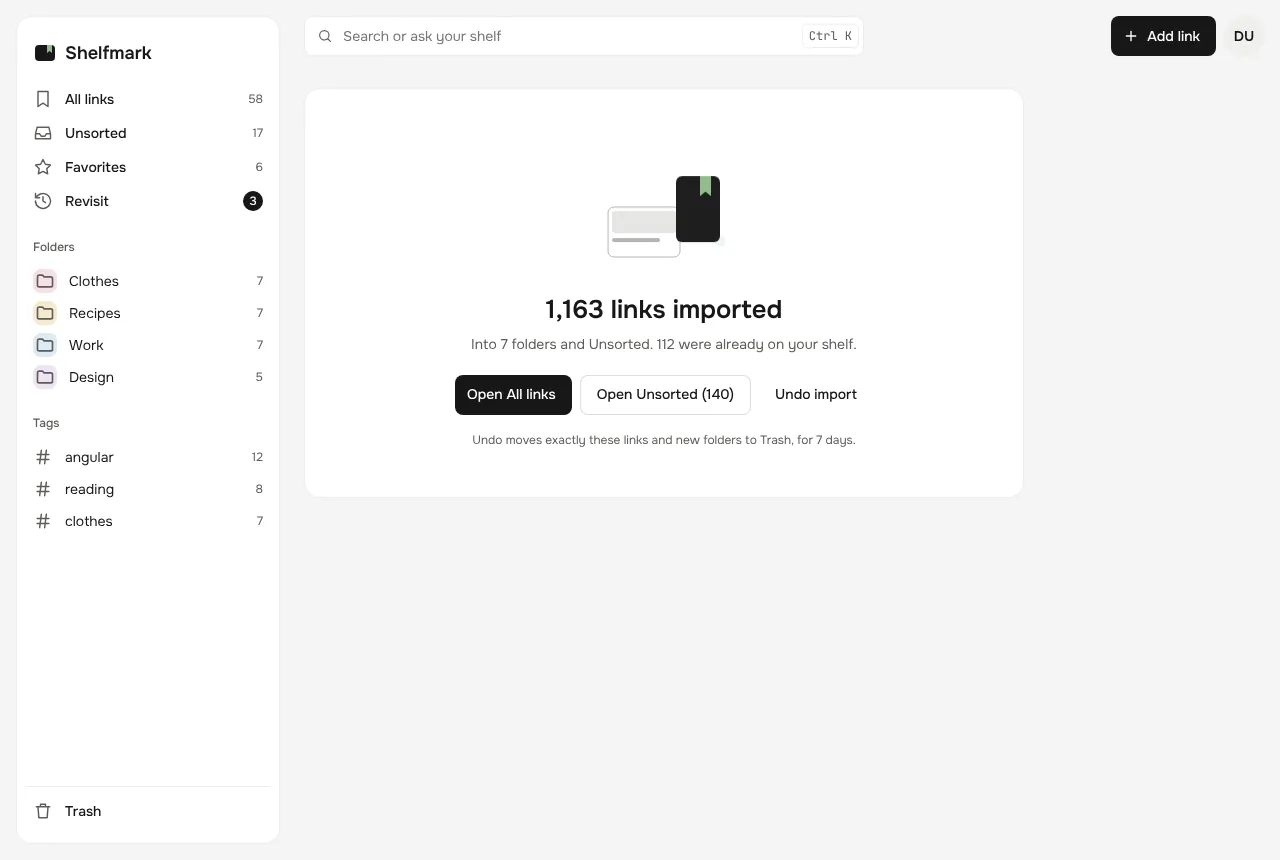 Shelfmark
All links 58
Unsorted 17
Favorites 6
Revisit 3
Folders
Clothes 7
Recipes 7
Work 7
Design 5
Tags
angular 12
reading 8
clothes 7
Trash
Search or ask your shelf Ctrl K
Add link
DU
1,163 links imported
Into 7 folders and Unsorted. 112 were already on your shelf.
Open All links Open Unsorted (140) Undo import
Undo moves exactly these links and new folders to Trash, for 7 days.